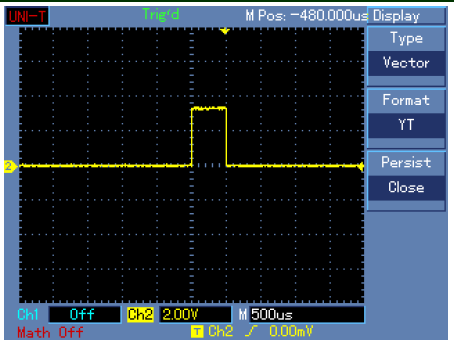 UNI-T Trig'd M Pos: -480.000us Display
Type
Vector
Format
YT
Persist
Close
2
Ch1 Off Ch2 2.00V M 500us
Math Off T Ch2 0.00mV